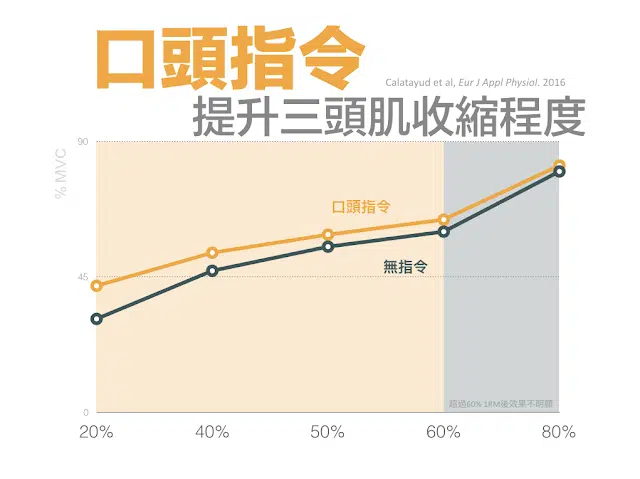 口頭指令
Calatayud et al, Eur J Appl Physiol. 2016
提升三頭肌收縮程度
90
% MVC
口頭指令
無指令
45
超過60% 1RM後效果不明顯
0
20% 40% 50% 60% 80%